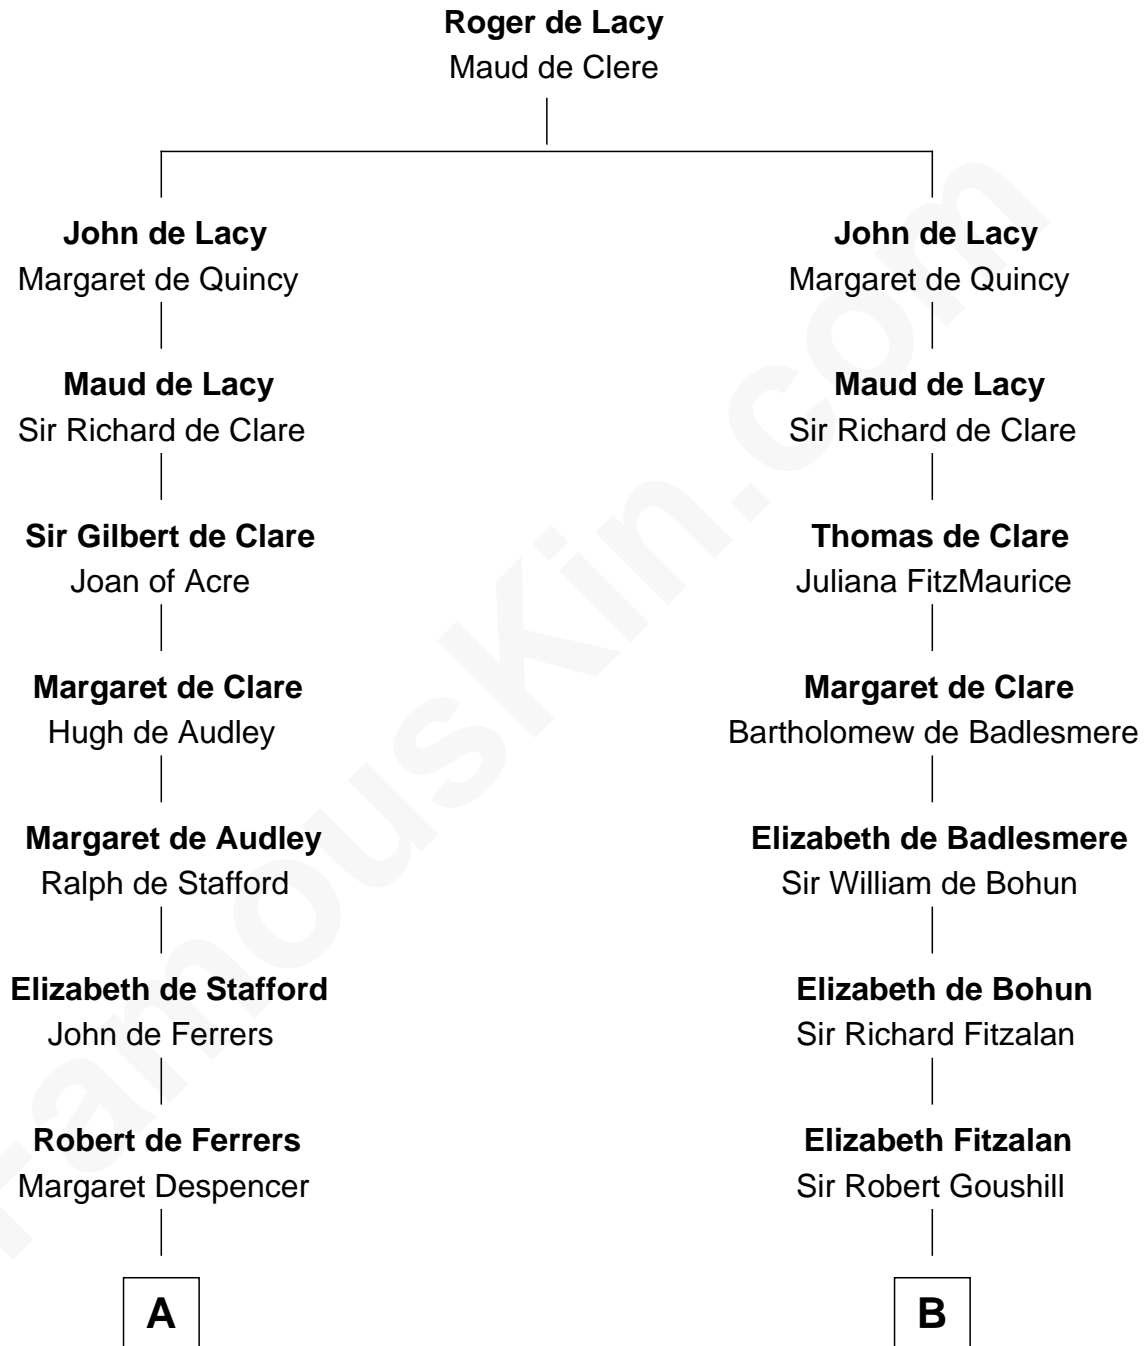 Roger de Lacy
Maud de Clere
John de Lacy
Margaret de Quincy
John de Lacy
Margaret de Quincy
Maud de Lacy
Sir Richard de Clare
Maud de Lacy
Sir Richard de Clare
Sir Gilbert de Clare
Joan of Acre
Thomas de Clare
Juliana FitzMaurice
Margaret de Clare
Hugh de Audley
Margaret de Clare
Bartholomew de Badlesmere
Margaret de Audley
Ralph de Stafford
Elizabeth de Badlesmere
Sir William de Bohun
Elizabeth de Stafford
John de Ferrers
Elizabeth de Bohun
Sir Richard Fitzalan
Robert de Ferrers
Margaret Despencer
Elizabeth Fitzalan
Sir Robert Goushill
A
B
FamousKin.com